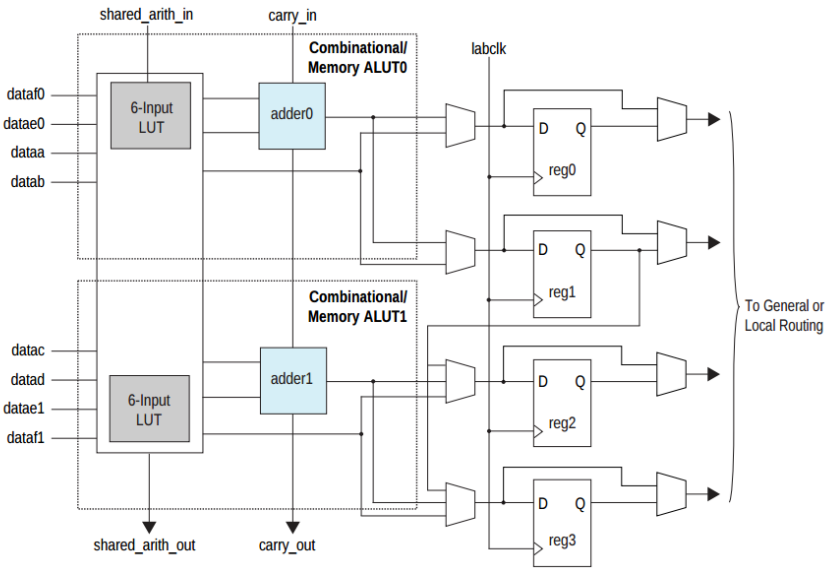 shared_arith_in
carry_in
Combinational/
Memory ALUT0
labclk
dataf0
datae0
dataa
datab
6-Input
LUT
adder0
D
Q
reg0
D
Q
reg1
Combinational/
Memory ALUT1
To General or
Local Routing
datac
datad
datae1
dataf1
6-Input
LUT
adder1
D
Q
reg2
D
Q
reg3
shared_arith_out
carry_out